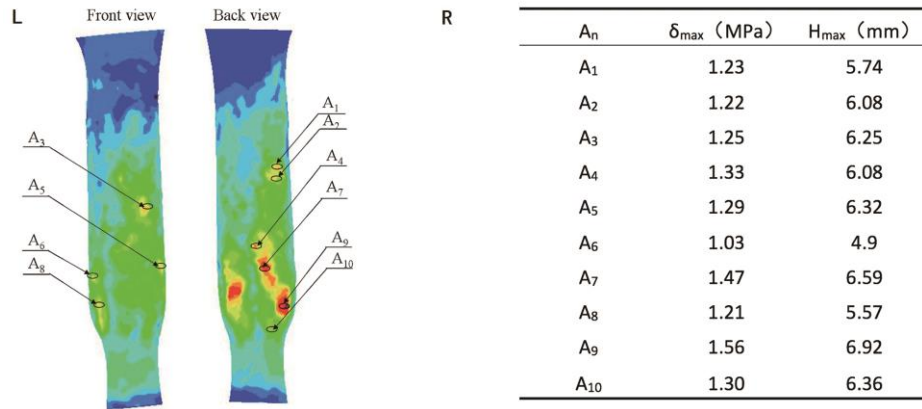 L
Front view Back view
A₁
A₂
A₃
A₄
A₅
A₇
A₆
A₉
A₈
A₁₀
R
Aₙ δmax（MPa） Hmax（mm）
A₁ 1.23 5.74
A₂ 1.22 6.08
A₃ 1.25 6.25
A₄ 1.33 6.08
A₅ 1.29 6.32
A₆ 1.03 4.9
A₇ 1.47 6.59
A₈ 1.21 5.57
A₉ 1.56 6.92
A₁₀ 1.30 6.36